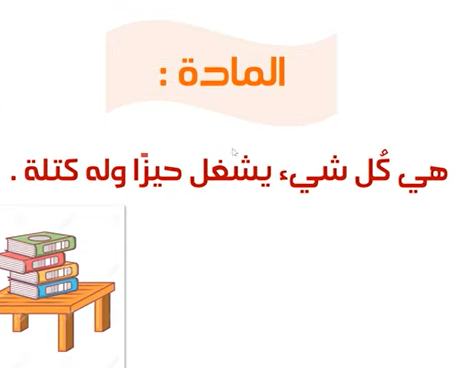 المادة :
هي كُل شيء يشغل حيزًا وله كتلة .